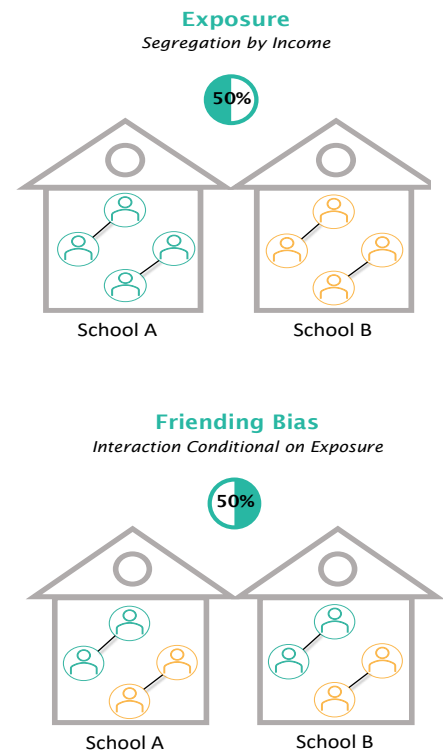 Exposure
Segregation by Income
50%
School A
School B
Friending Bias
Interaction Conditional on Exposure
50%
School A
School B